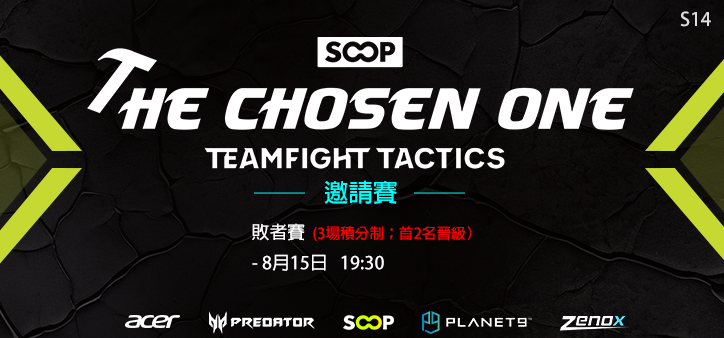 S14
SOOP
THE CHOSEN ONE
TEAMFIGHT TACTICS
邀請賽
敗者賽 (3場積分制；首2名晉級)
- 8月15日 19:30
acer PREDATOR SOOP PLANET9™ ZENOX